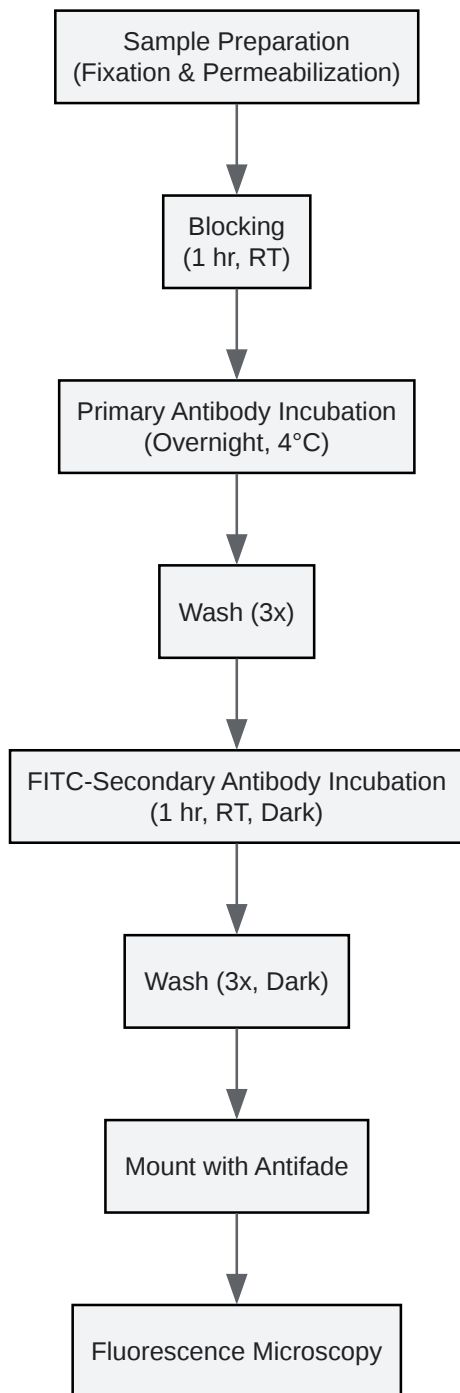 Sample Preparation
(Fixation & Permeabilization)
Blocking
(1 hr, RT)
Primary Antibody Incubation
(Overnight, 4°C)
Wash (3x)
FITC-Secondary Antibody Incubation
(1 hr, RT, Dark)
Wash (3x, Dark)
Mount with Antifade
Fluorescence Microscopy